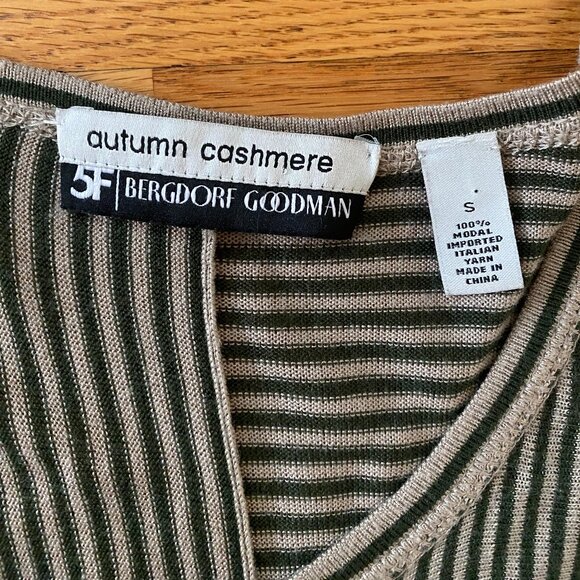 autumn cashmere
5F BERGDORF GOODMAN
S
100%
MODAL
IMPORTED
ITALIAN
YARN
MADE IN
CHINA